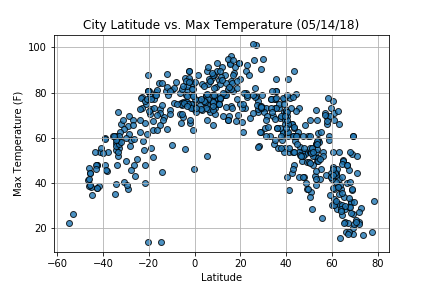 City Latitude vs. Max Temperature (05/14/18)
100
80
60
40
20
Max Temperature (F)
−60 −40 −20 0 20 40 60 80
Latitude